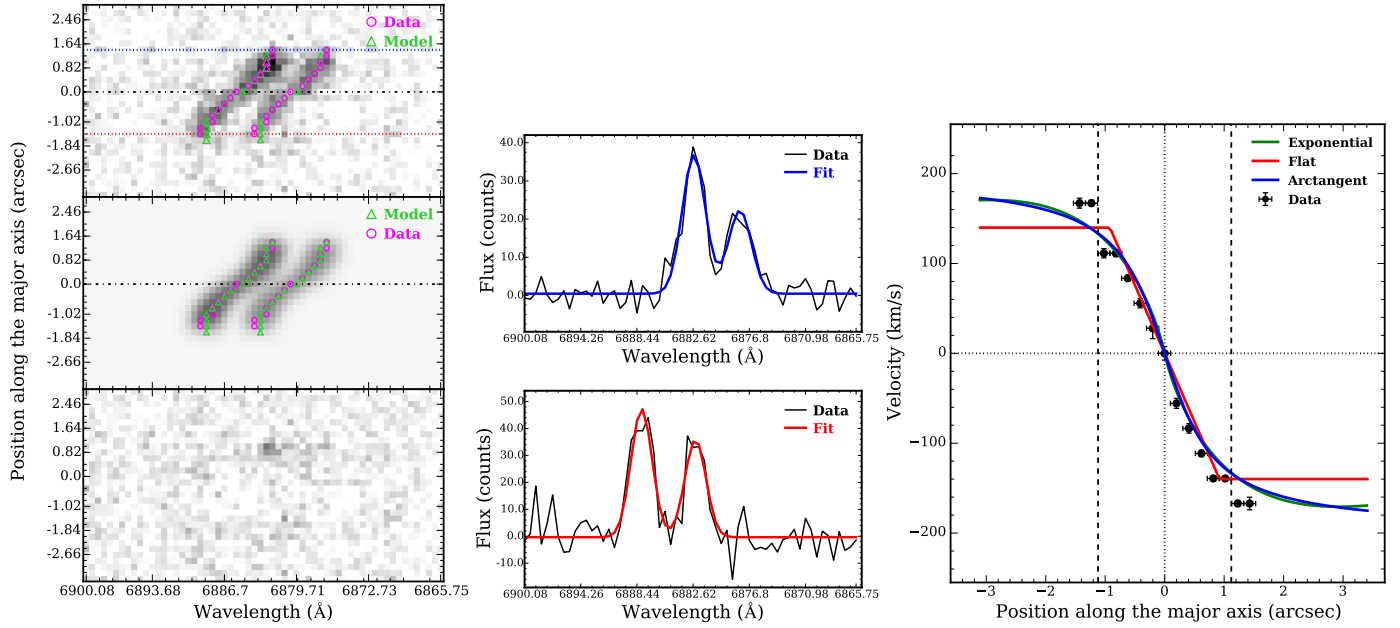 Position along the major axis (arcsec)
2.46
1.64
0.82
0.0
-1.02
-1.84
-2.66
Data
Model
2.46
1.64
0.82
0.0
-1.02
-1.84
-2.66
Model
Data
2.46
1.64
0.82
0.0
-1.02
-1.84
-2.66
6900.08 6893.69 6886.7 6879.71 6872.73 6865.75
Wavelength (Å)
Flux (counts)
40.0
30.0
20.0
10.0
0.0
Data
Fit
6900.08 6894.26 6888.44 6882.62 6876.8 6870.98 6865.75
Wavelength (Å)
Flux (counts)
50.0
40.0
30.0
20.0
10.0
0.0
Data
Fit
6900.08 6894.26 6888.44 6882.62 6876.8 6870.98 6865.75
Wavelength (Å)
Velocity (km/s)
200
100
0
−100
−200
Exponential
Flat
Arctangent
Data
−3 −2 −1 0 1 2 3
Position along the major axis (arcsec)